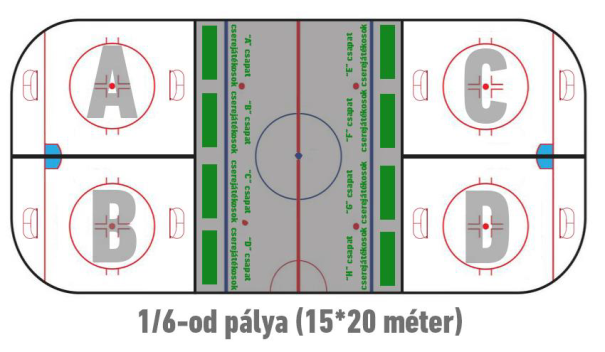 A
B
"A" csapat
cserejátékosok
"B" csapat
cserejátékosok
"C" csapat
cserejátékosok
"D" csapat
cserejátékosok
"E" csapat
cserejátékosok
"F" csapat
cserejátékosok
"G" csapat
cserejátékosok
"H" csapat
cserejátékosok
C
D
1/6-od pálya (15*20 méter)